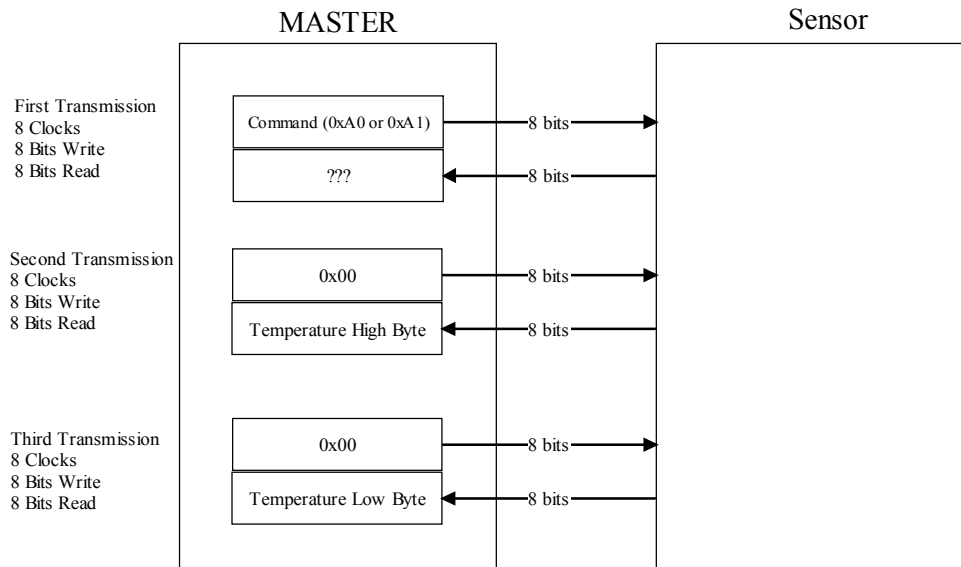 MASTER
Sensor
First Transmission
8 Clocks
8 Bits Write
8 Bits Read
Command (0xA0 or 0xA1)
8 bits
???
8 bits
Second Transmission
8 Clocks
8 Bits Write
8 Bits Read
0x00
8 bits
Temperature High Byte
8 bits
Third Transmission
8 Clocks
8 Bits Write
8 Bits Read
0x00
8 bits
Temperature Low Byte
8 bits